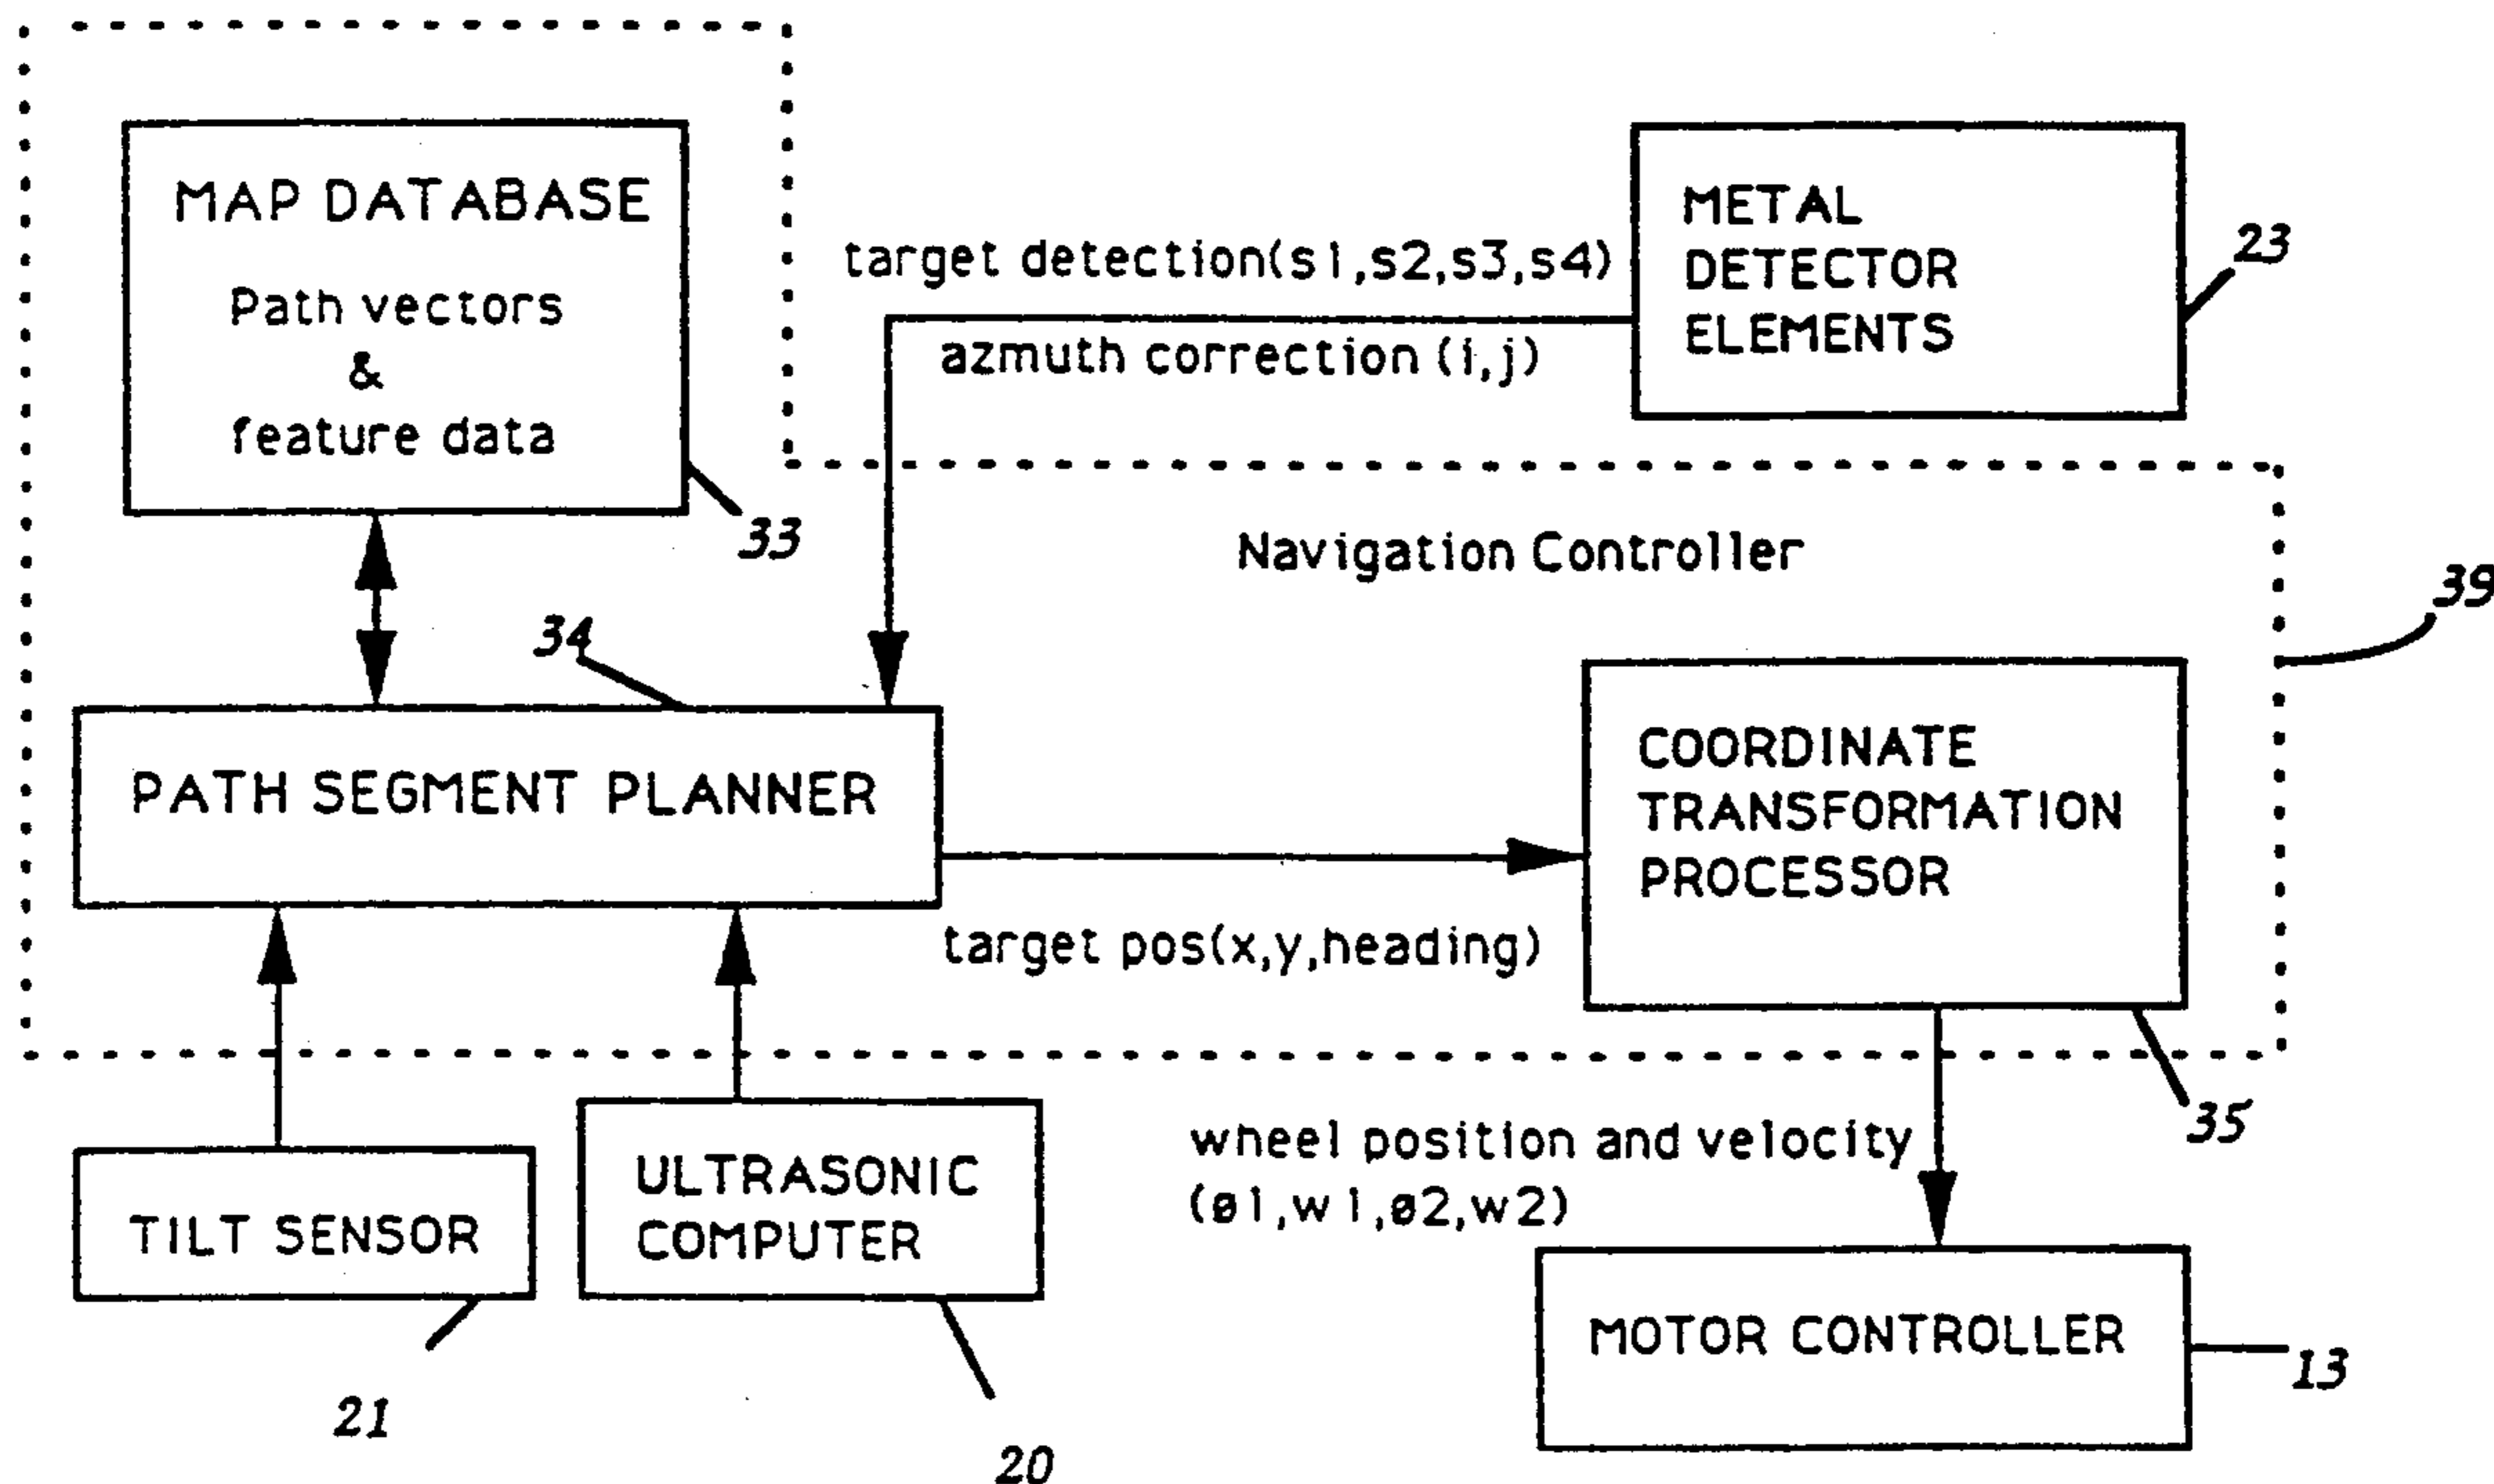 MAP DATABASE
Path vectors
&
feature data
33
target detection(s1,s2,s3,s4)
azmuth correction (i,j)
METAL
DETECTOR
ELEMENTS
23
Navigation Controller
39
34
PATH SEGMENT PLANNER
COORDINATE
TRANSFORMATION
PROCESSOR
35
target pos(x,y,heading)
TILT SENSOR
21
ULTRASONIC
COMPUTER
20
wheel position and velocity
(ø1,w1,ø2,w2)
MOTOR CONTROLLER
13